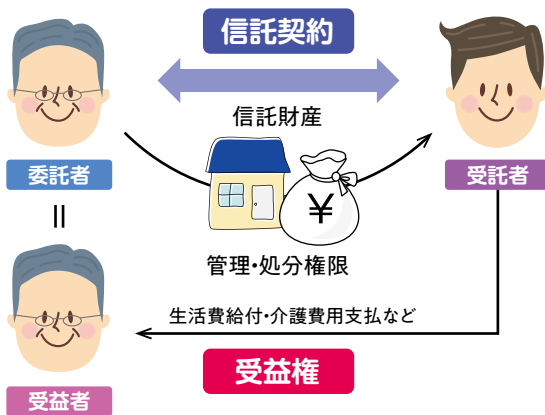 信託契約
信託財産
委託者
受託者
¥
管理・処分権限
生活費給付・介護費用支払など
受益権
受益者